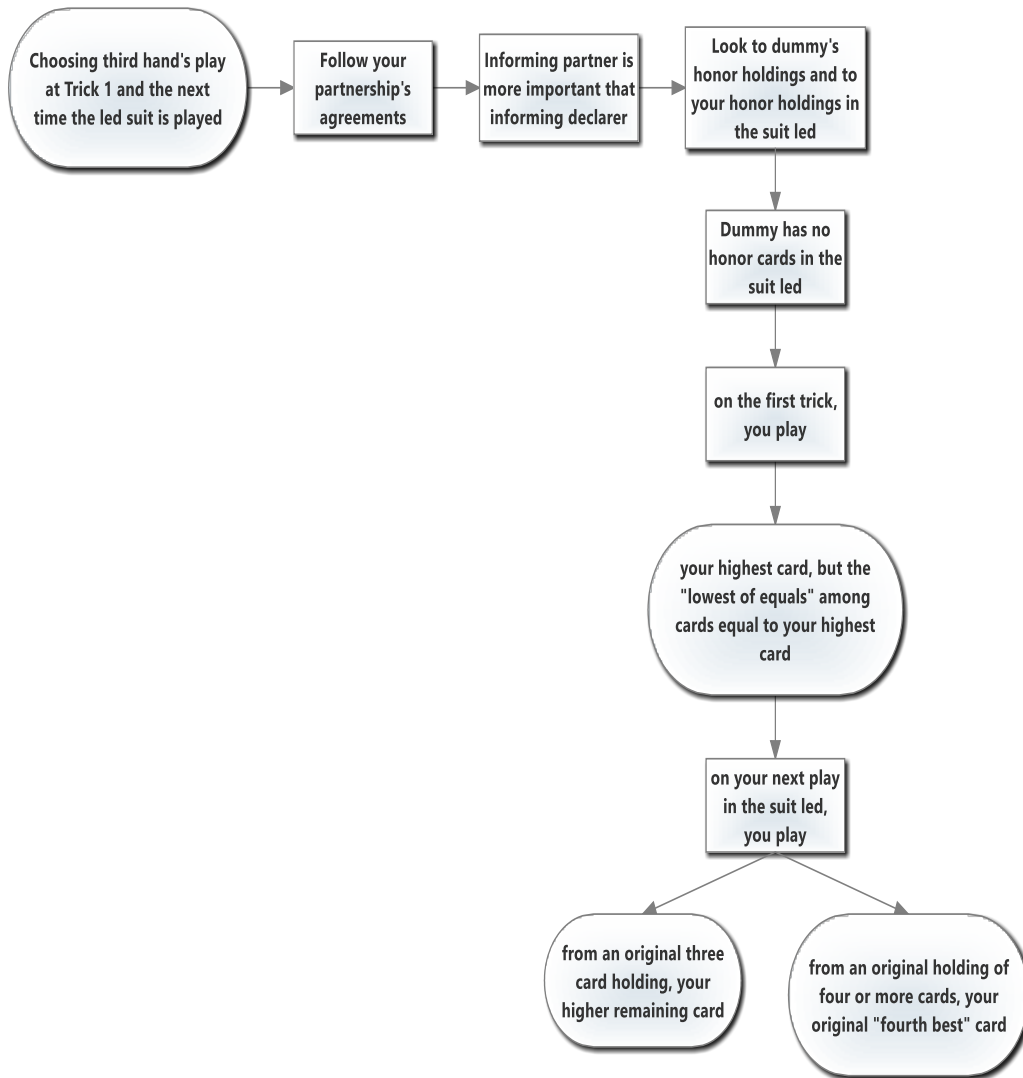 Choosing third hand's play
at Trick 1 and the next
time the led suit is played
Follow your
partnership's
agreements
Informing partner is
more important that
informing declarer
Look to dummy's
honor holdings and to
your honor holdings in
the suit led
Dummy has no
honor cards in the
suit led
on the first trick,
you play
your highest card, but the
"lowest of equals" among
cards equal to your highest
card
on your next play
in the suit led,
you play
from an original three
card holding, your
higher remaining card
from an original holding of
four or more cards, your
original "fourth best" card